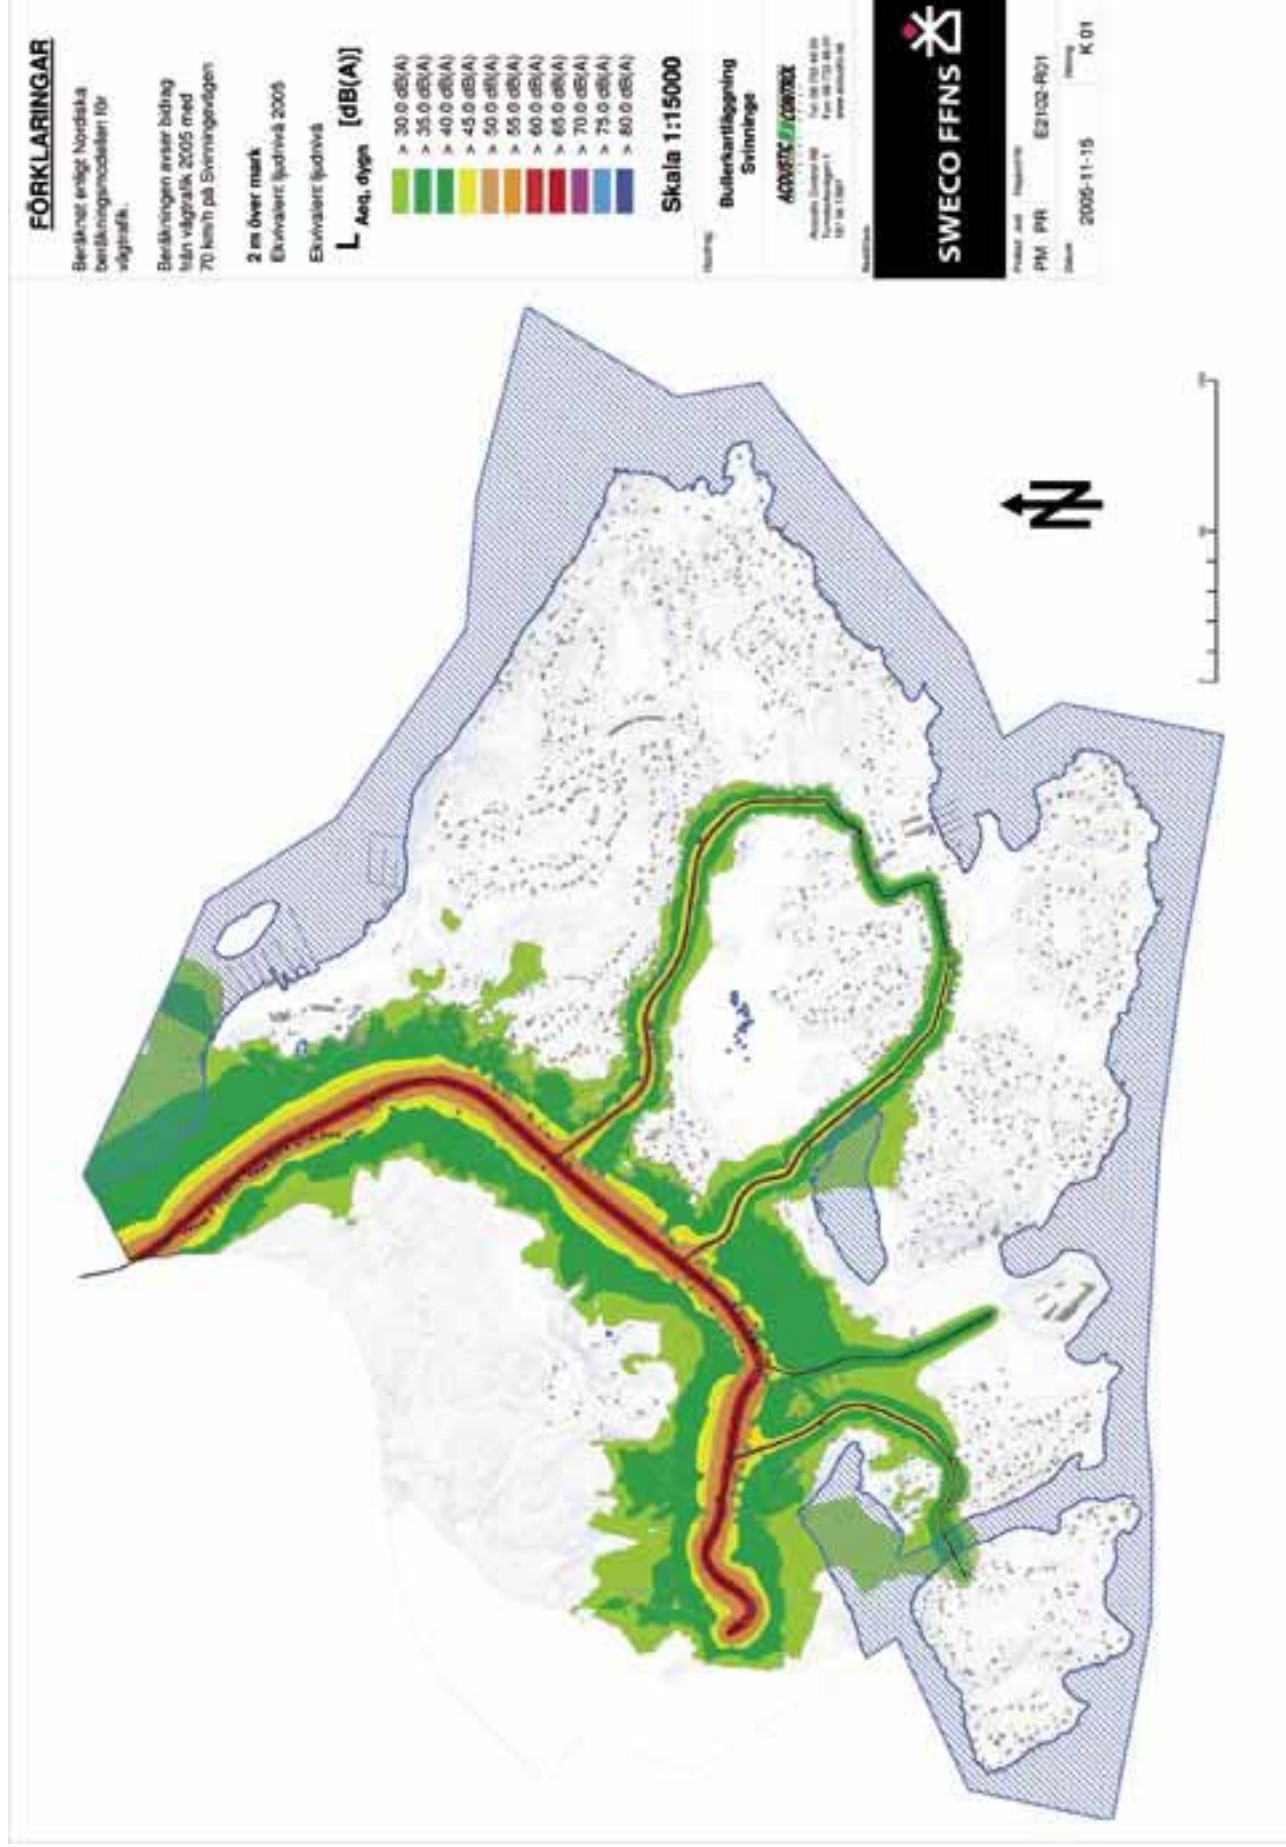 FÖRKLARINGAR
Beräknat enligt Nordiska
beräkningsmodellen för
vägtrafik.
Beräkningen avser bidrag
från vägtrafik 2005 med
70 km/h på Svinningevägen
2 m över mark
Ekvivalent ljudnivå 2005
Ekvivalent ljudnivå
L Aeq, dygn [dB(A)]
> 30.0 dB(A)
> 35.0 dB(A)
> 40.0 dB(A)
> 45.0 dB(A)
> 50.0 dB(A)
> 55.0 dB(A)
> 60.0 dB(A)
> 65.0 dB(A)
> 70.0 dB(A)
> 75.0 dB(A)
> 80.0 dB(A)
Skala 1:15000
Bullerkartläggning
Svinninge
ACOUSTIC CONTROL
SWECO FFNS
PM PR E2102-R01
Datum
2005-11-15 K 01
N